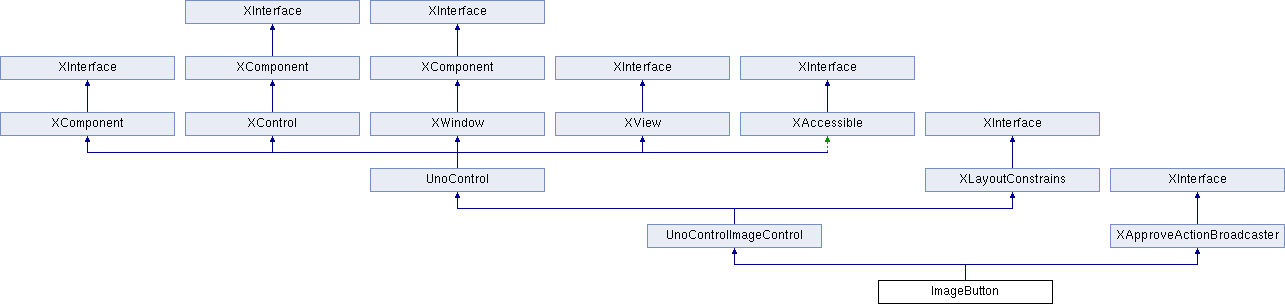 XInterface XInterface
XInterface XComponent XComponent XInterface XInterface
XComponent XControl XWindow XView XAccessible XInterface
UnoControl XLayoutConstrains XInterface
UnoControlImageControl XApproveActionBroadcaster
ImageButton